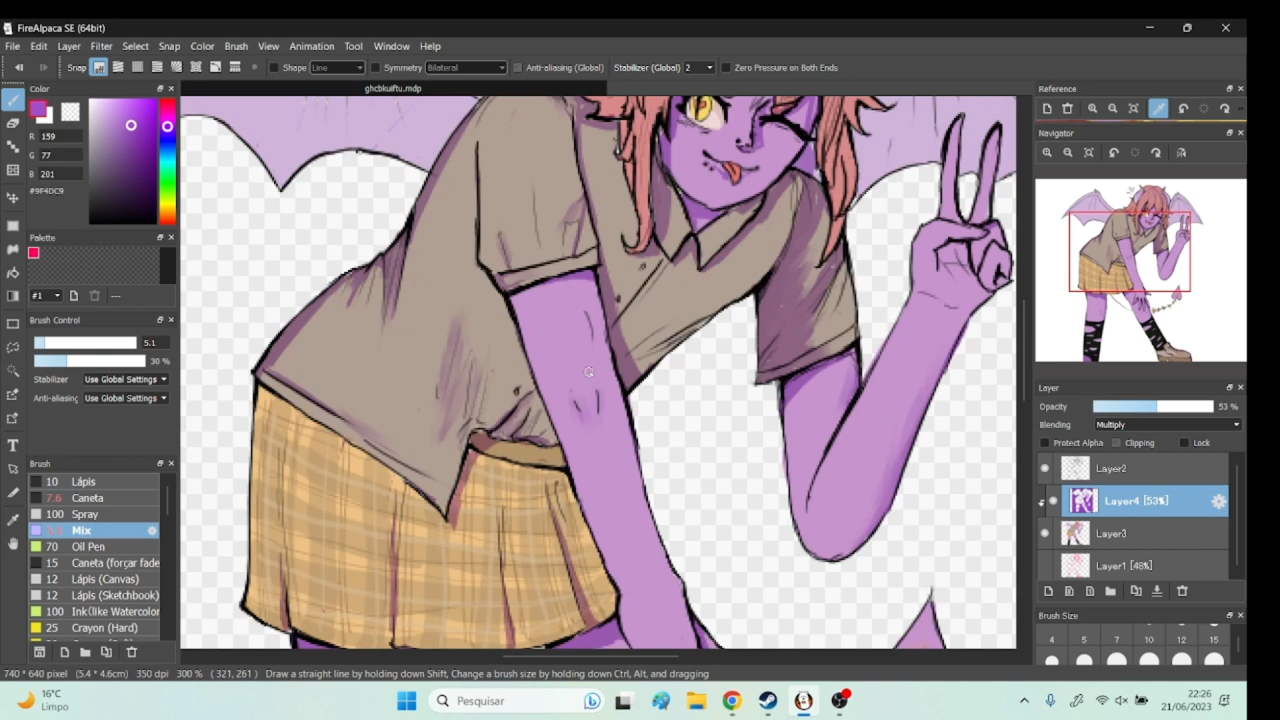 FireAlpaca SE (64bit)
File Edit Layer Filter Select Snap Color Brush View Animation Tool Window Help
Snap Shape Line Symmetry Bilateral Anti-aliasing (Global) Stabilizer (Global) 2 Zero Pressure on Both Ends
Color
ghcbkuiftu.mdp
Reference
R 159
G 77
B 201
#9F4DC9
Navigator
Palette
#1 ---
Brush Control
5.1
30 %
Stabilizer Use Global Settings
Anti-aliasing Use Global Settings
Layer
Opacity 53 %
Blending Multiply
Protect Alpha Clipping Lock
Layer2
Layer4 [53%]
Layer3
Layer1 [48%]
Brush
10 Lápis
7.6 Caneta
100 Spray
Mix
70 Oil Pen
15 Caneta (forçar fade
12 Lápis (Canvas)
12 Lápis (Sketchbook)
100 Ink(like Watercolor
25 Crayon (Hard)
Brush Size
4 5 7 10 12 15
740 * 640 pixel (5.4 * 4.6cm) 350 dpi 300 % ( 321, 261 ) Draw a straight line by holding down Shift, Change a brush size by holding down Ctrl, Alt, and dragging
16°C
Limpo
Pesquisar
22:26
21/06/2023